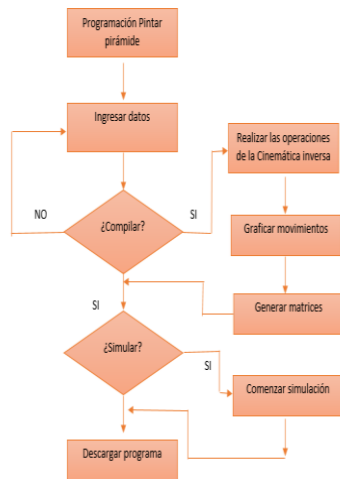 Programación Pintar
pirámide
Ingresar datos
Realizar las operaciones
de la Cinemática inversa
NO
¿Compilar?
SI
Graficar movimientos
Generar matrices
SI
¿Simular?
SI
Comenzar simulación
Descargar programa